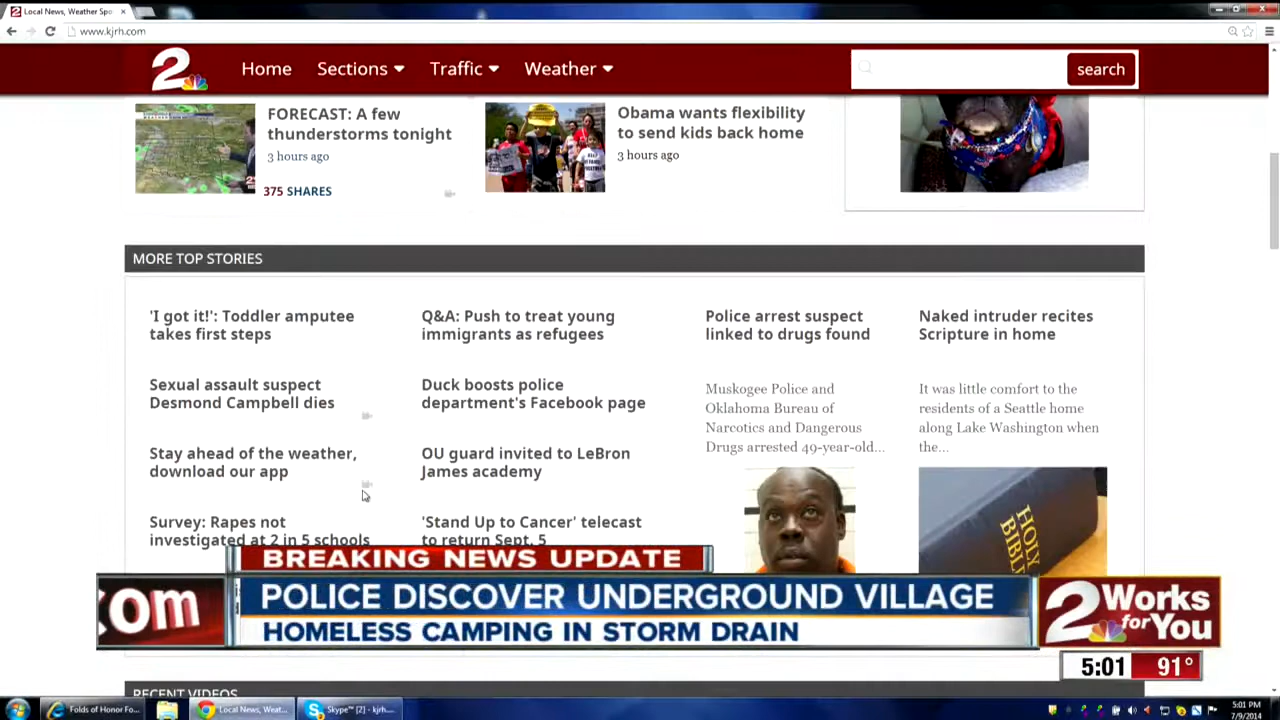 Local News, Weather Spo
www.kjrh.com
2
Home
Sections
Traffic
Weather
search
FORECAST: A few
thunderstorms tonight
3 hours ago
375 SHARES
Obama wants flexibility
to send kids back home
3 hours ago
MORE TOP STORIES
'I got it!': Toddler amputee
takes first steps
Sexual assault suspect
Desmond Campbell dies
Stay ahead of the weather,
download our app
Survey: Rapes not
investigated at 2 in 5 schools
Q&A: Push to treat young
immigrants as refugees
Duck boosts police
department's Facebook page
OU guard invited to LeBron
James academy
'Stand Up to Cancer' telecast
to return Sept. 5
Police arrest suspect
linked to drugs found
Muskogee Police and
Oklahoma Bureau of
Narcotics and Dangerous
Drugs arrested 49-year-old...
Naked intruder recites
Scripture in home
It was little comfort to the
residents of a Seattle home
along Lake Washington when
the...
HOLY
BIBLE
BREAKING NEWS UPDATE
.com
POLICE DISCOVER UNDERGROUND VILLAGE
HOMELESS CAMPING IN STORM DRAIN
2 Works
for You
5:01 91°
RECENT VIDEOS
Folds of Honor Fo...
Local News, Weat...
Skype™ [2] - kjrh...
5:01 PM
7/9/2014